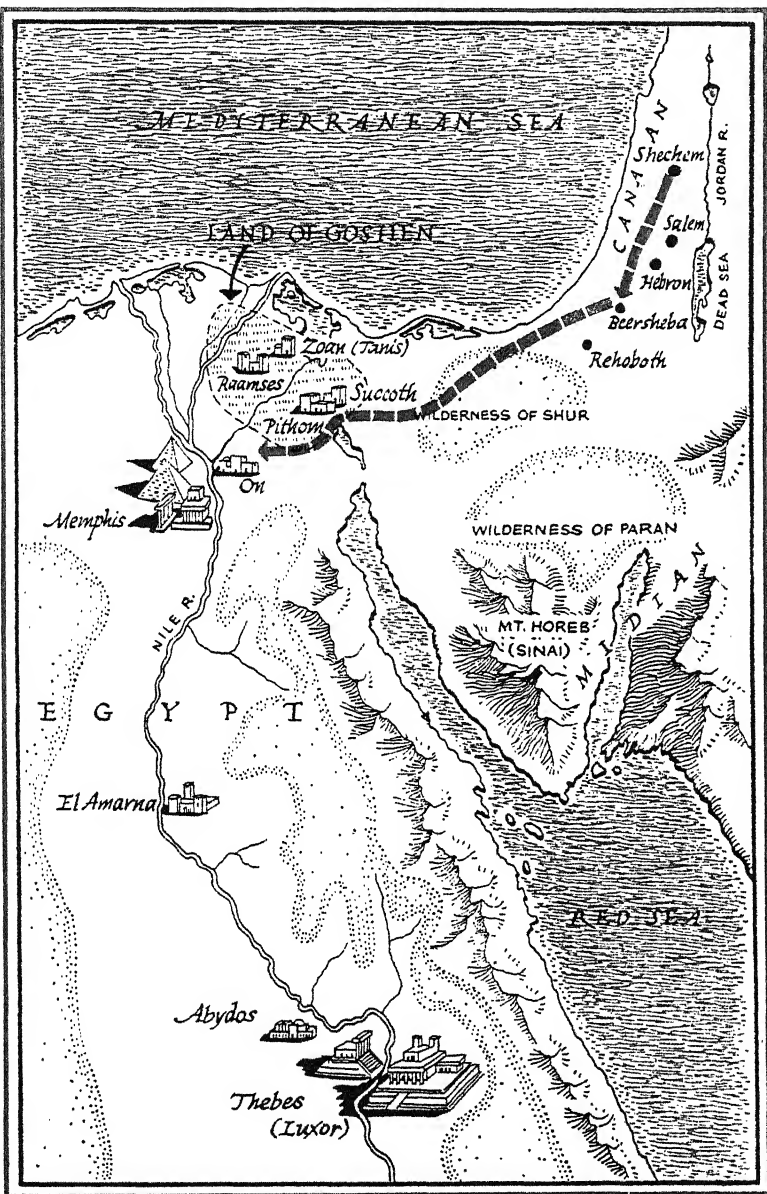 MEDITERRANEAN SEA
CANAAN
Shechem
JORDAN R.
Salem
LAND OF GOSHEN
Hebron
DEAD SEA
Beersheba
Zoan (Tanis)
Rehoboth
Raamses
Succoth
WILDERNESS OF SHUR
Pithom
On
Memphis
WILDERNESS OF PARAN
NILE R.
MT. HOREB
(SINAI)
MIDIAN
EGYPT
El Amarna
RED SEA
Abydos
Thebes
(Luxor)